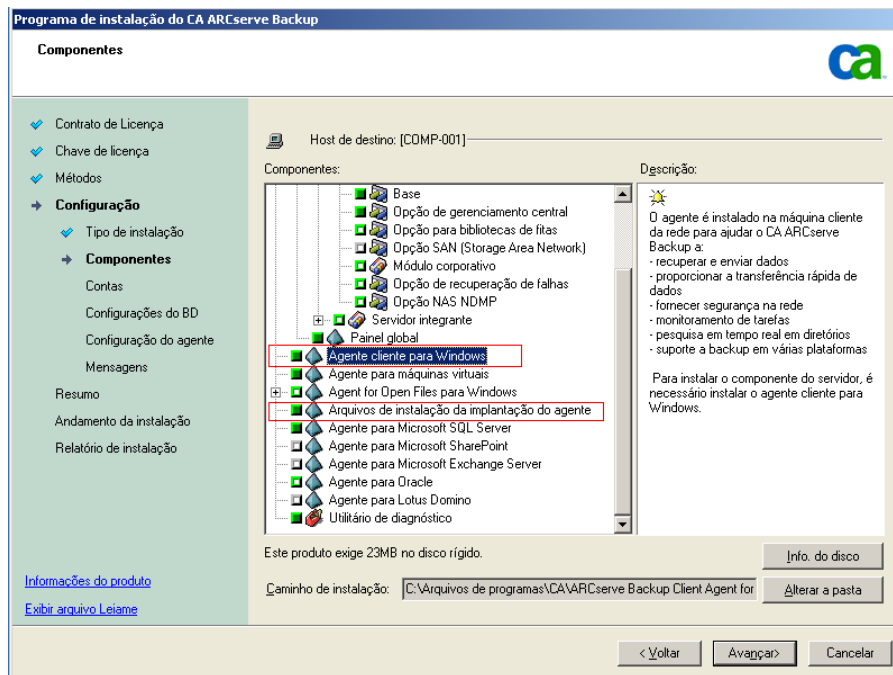 Programa de instalação do CA ARCserve Backup
Componentes
ca
Contrato de Licença
Chave de licença
Métodos
Configuração
Tipo de instalação
Componentes
Contas
Configurações do BD
Configuração do agente
Mensagens
Resumo
Andamento da instalação
Relatório de instalação
Informações do produto
Exibir arquivo Leiame
Host de destino: [COMP-001]
Componentes:
Base
Opção de gerenciamento central
Opção para bibliotecas de fitas
Opção SAN (Storage Area Network)
Módulo corporativo
Opção de recuperação de falhas
Opção NAS NDMP
Servidor integrante
Painel global
Agente cliente para Windows
Agente para máquinas virtuais
Agent for Open Files para Windows
Arquivos de instalação da implantação do agente
Agente para Microsoft SQL Server
Agente para Microsoft SharePoint
Agente para Microsoft Exchange Server
Agente para Oracle
Agente para Lotus Domino
Utilitário de diagnóstico
Descrição:
O agente é instalado na máquina cliente
da rede para ajudar o CA ARCserve
Backup a:
- recuperar e enviar dados
- proporcionar a transferência rápida de
dados
- fornecer segurança na rede
- monitoramento de tarefas
- pesquisa em tempo real em diretórios
- suporte a backup em várias plataformas
Para instalar o componente do servidor, é
necessário instalar o agente cliente para
Windows.
Este produto exige 23MB no disco rígido.
Info. do disco
Caminho de instalação:
C:\Arquivos de programas\CA\ARCserve Backup Client Agent for
Alterar a pasta
< Voltar
Avançar>
Cancelar